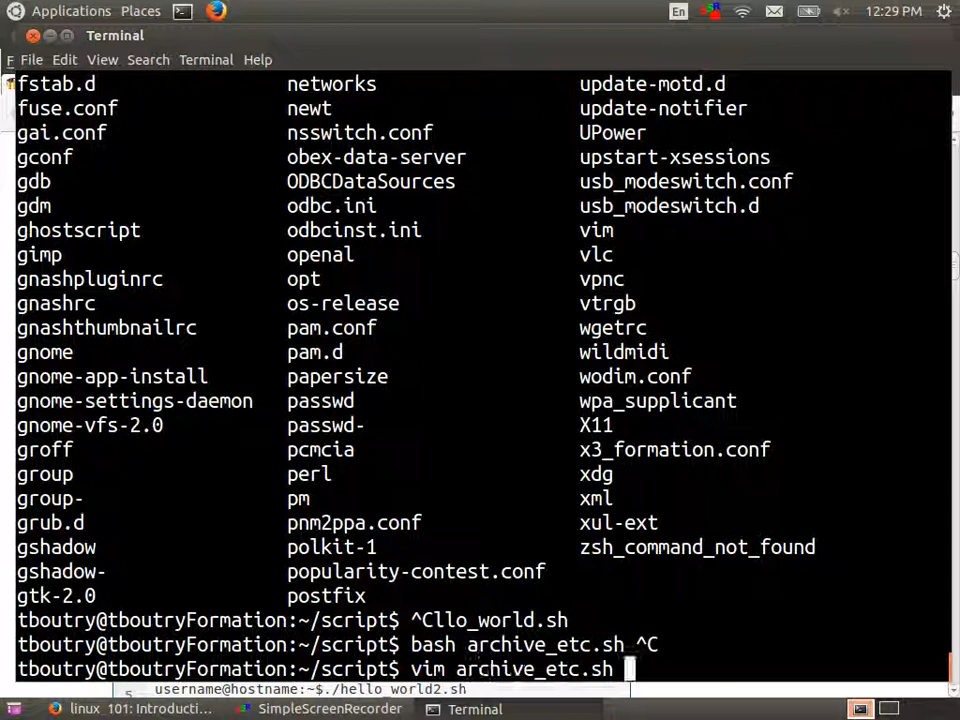 Applications Places En 12:29 PM
Terminal
File Edit View Search Terminal Help
fstab.d networks update-motd.d
fuse.conf newt update-notifier
gai.conf nsswitch.conf UPower
gconf obex-data-server upstart-xsessions
gdb ODBCDataSources usb_modeswitch.conf
gdm odbc.ini usb_modeswitch.d
ghostscript odbcinst.ini vim
gimp openal vlc
gnashpluginrc opt vpnc
gnashrc os-release vtrgb
gnashthumbnailrc pam.conf wgetrc
gnome pam.d wildmidi
gnome-app-install papersize wodim.conf
gnome-settings-daemon passwd wpa_supplicant
gnome-vfs-2.0 passwd- X11
groff pcmcia x3_formation.conf
group perl xdg
group- pm xml
grub.d pnm2ppa.conf xul-ext
gshadow polkit-1 zsh_command_not_found
gshadow- popularity-contest.conf
gtk-2.0 postfix
tboutry@tboutryFormation:~/script$ ^Cllo_world.sh
tboutry@tboutryFormation:~/script$ bash archive_etc.sh ^C
tboutry@tboutryFormation:~/script$ vim archive_etc.sh
5 username@hostname:~$./hello_world2.sh
linux_101: Introducti... SimpleScreenRecorder Terminal